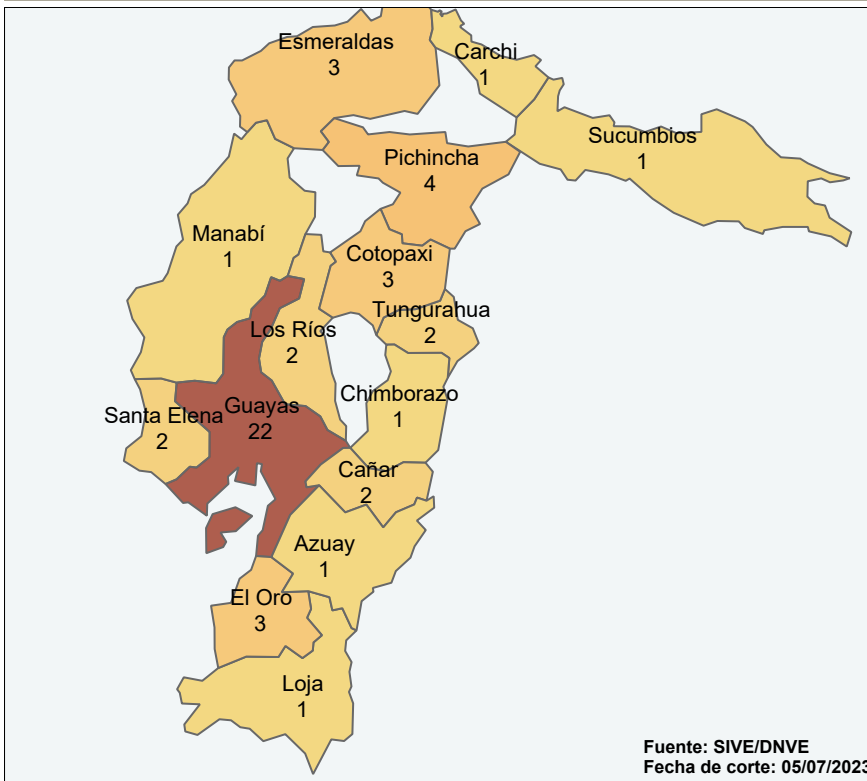 Esmeraldas
3
Carchi
1
Sucumbios
1
Pichincha
4
Manabí
1
Cotopaxi
3
Tungurahua
2
Los Ríos
2
Chimborazo
1
Guayas
22
Santa Elena
2
Cañar
2
Azuay
1
El Oro
3
Loja
1
Fuente: SIVE/DNVE
Fecha de corte: 05/07/2023